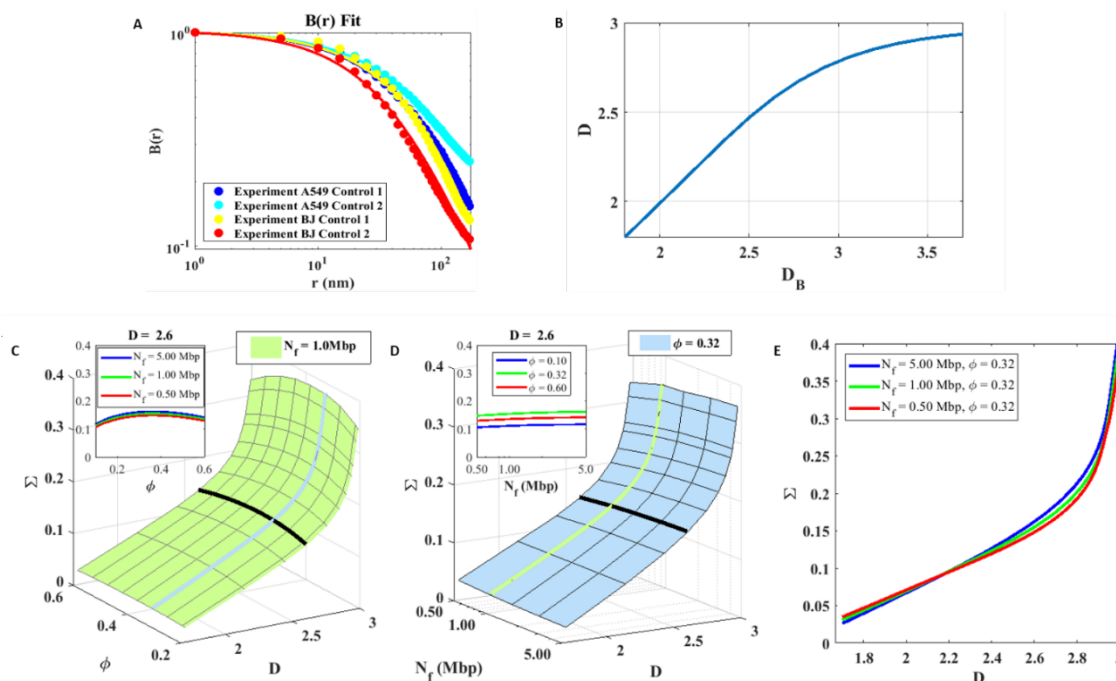 A
B(r) Fit
10⁰
B(r)
10⁻¹
Experiment A549 Control 1
Experiment A549 Control 2
Experiment BJ Control 1
Experiment BJ Control 2
10⁰ 10¹ 10²
r (nm)
B
3
2.5
2
D
2 2.5 3 3.5
D_B
C
D = 2.6
N_f = 5.00 Mbp
N_f = 1.00 Mbp
N_f = 0.50 Mbp
0.4
0.3
0.2
0.1
0
0.2 0.4 0.6
ϕ
N_f = 1.0Mbp
0.4
0.3
0.2
0.1
0
Σ
0.6
0.4
0.2
ϕ
2
2.5
3
D
D
D = 2.6
ϕ = 0.10
ϕ = 0.32
ϕ = 0.60
0.4
0.3
0.2
0.1
0
0.50 1.00 5.0
N_f (Mbp)
ϕ = 0.32
0.4
0.3
0.2
0.1
0
Σ
0.50
1.00
5.00
N_f (Mbp)
2
2.5
3
D
E
N_f = 5.00 Mbp, ϕ = 0.32
N_f = 1.00 Mbp, ϕ = 0.32
N_f = 0.50 Mbp, ϕ = 0.32
0.4
0.35
0.30
0.25
0.20
0.15
0.10
0.05
0
Σ
1.8 2 2.2 2.4 2.6 2.8
D